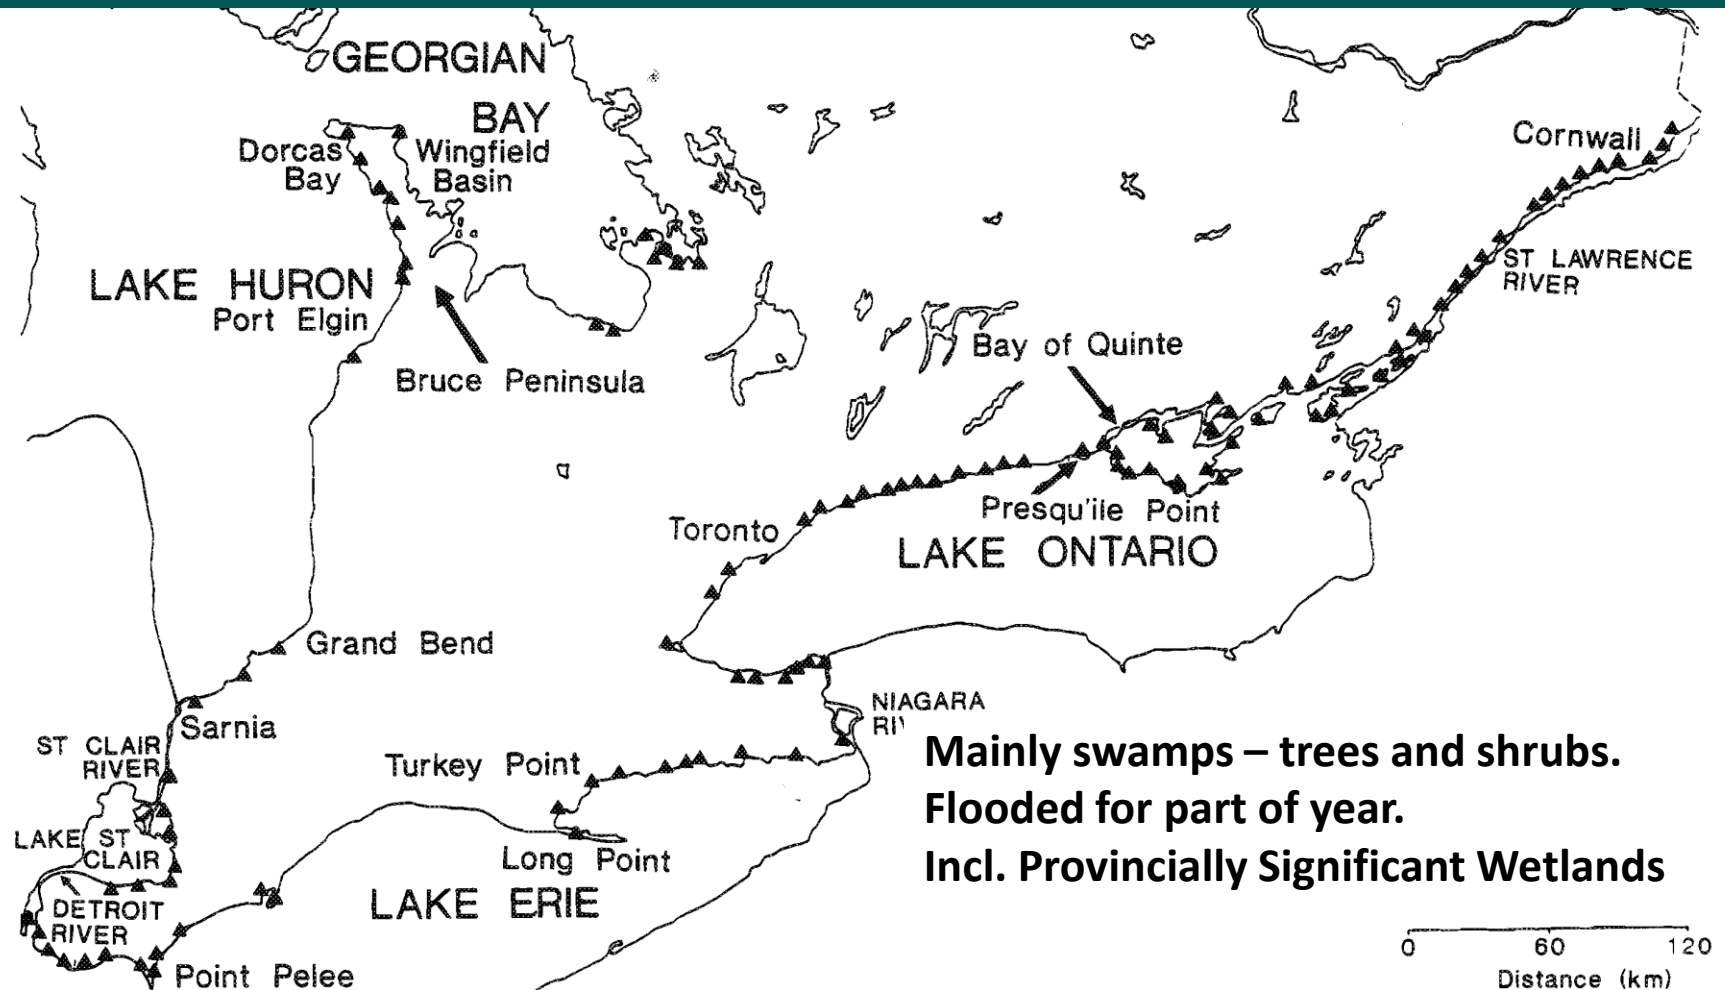 GEORGIAN
BAY
Dorcas
Bay
Wingfield
Basin
Cornwall
LAKE HURON
Port Elgin
ST LAWRENCE
RIVER
Bay of Quinte
Bruce Peninsula
Presqu'ile Point
Toronto
LAKE ONTARIO
Grand Bend
NIAGARA
Sarnia
ST CLAIR
RIVER
Turkey Point
Mainly swamps – trees and shrubs.
Flooded for part of year.
Incl. Provincially Significant Wetlands
LAKE ST
CLAIR
Long Point
LAKE ERIE
DETROIT
RIVER
Point Pelee
0 60 120
Distance (km)